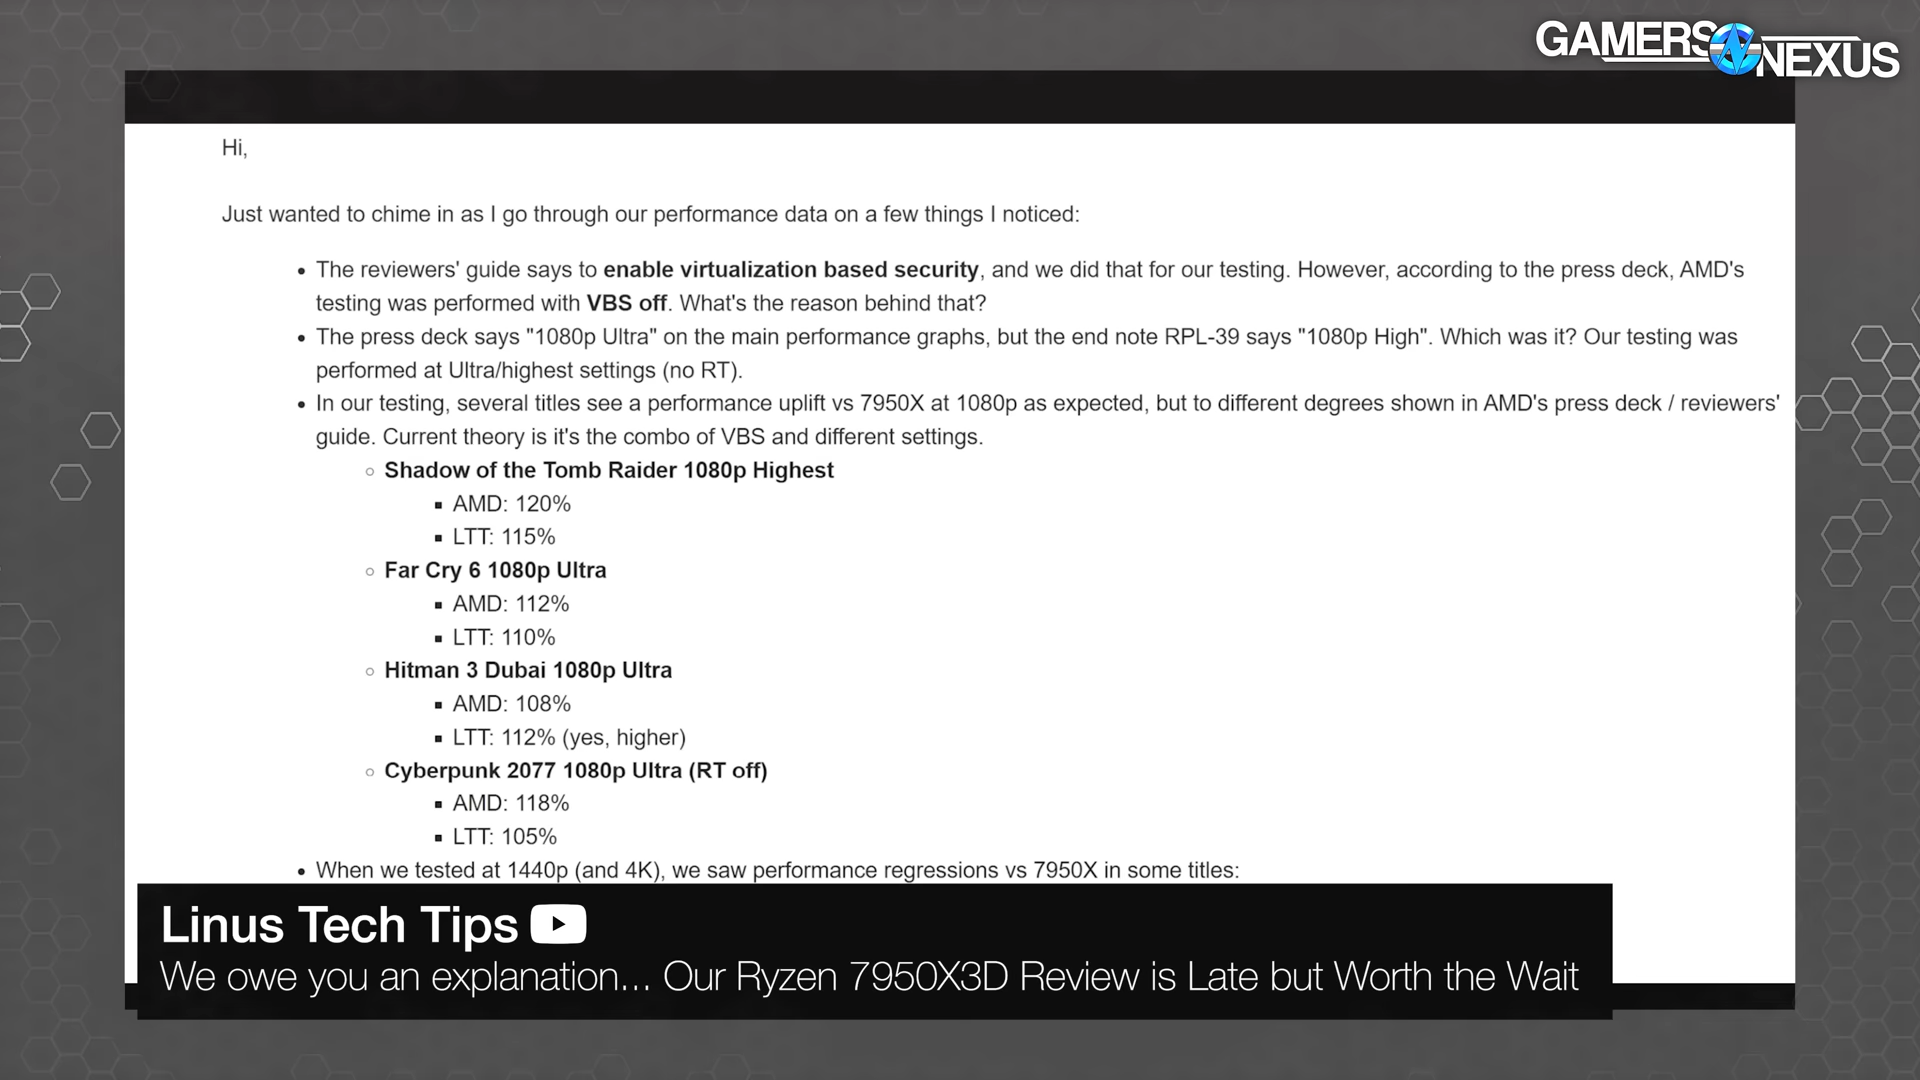 GAMERS NEXUS
Hi,
Just wanted to chime in as I go through our performance data on a few things I noticed:
• The reviewers' guide says to enable virtualization based security, and we did that for our testing. However, according to the press deck, AMD's
testing was performed with VBS off. What's the reason behind that?
• The press deck says "1080p Ultra" on the main performance graphs, but the end note RPL-39 says "1080p High". Which was it? Our testing was
performed at Ultra/highest settings (no RT).
• In our testing, several titles see a performance uplift vs 7950X at 1080p as expected, but to different degrees shown in AMD's press deck / reviewers'
guide. Current theory is it's the combo of VBS and different settings.
◦ Shadow of the Tomb Raider 1080p Highest
▪ AMD: 120%
▪ LTT: 115%
◦ Far Cry 6 1080p Ultra
▪ AMD: 112%
▪ LTT: 110%
◦ Hitman 3 Dubai 1080p Ultra
▪ AMD: 108%
▪ LTT: 112% (yes, higher)
◦ Cyberpunk 2077 1080p Ultra (RT off)
▪ AMD: 118%
▪ LTT: 105%
• When we tested at 1440p (and 4K), we saw performance regressions vs 7950X in some titles:
Linus Tech Tips
We owe you an explanation... Our Ryzen 7950X3D Review is Late but Worth the Wait